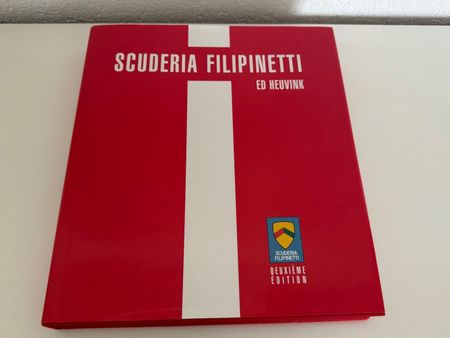 SCUDERIA FILIPINETTI
ED HEUVINK
SCUDERIA
FILIPINETTI
DEUXIÈME
EDITION